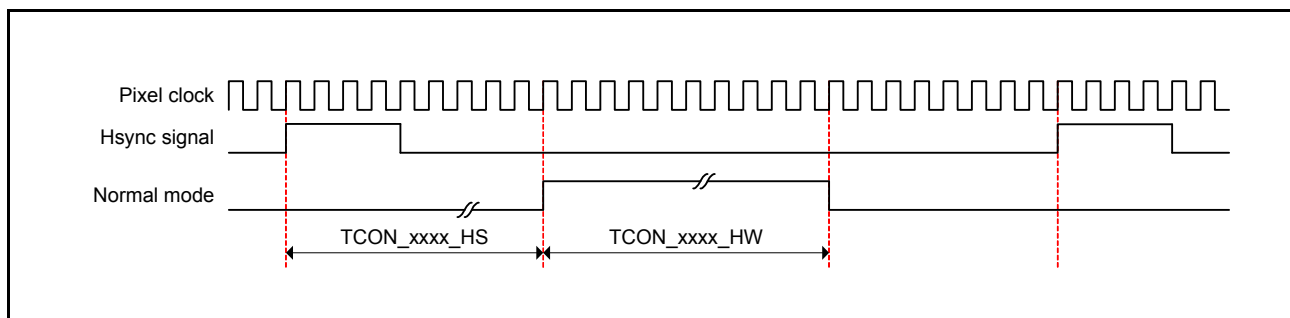 Pixel clock
Hsync signal
Normal mode
TCON_xxxx_HS
TCON_xxxx_HW